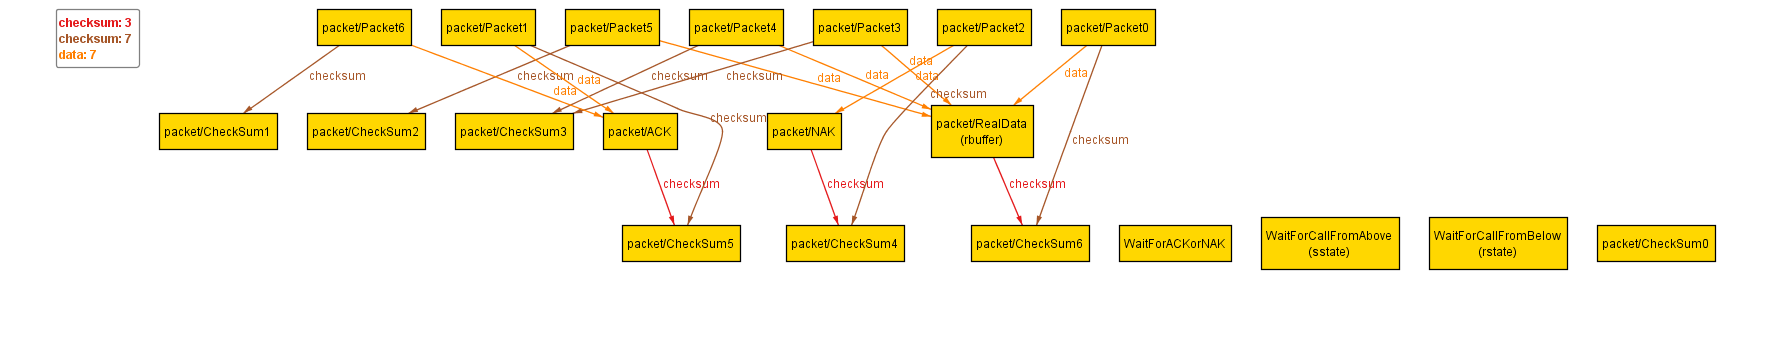 checksum: 3
checksum: 7
data: 7
packet/Packet6
packet/Packet1
packet/Packet5
packet/Packet4
packet/Packet3
packet/Packet2
packet/Packet0
data
data
checksum
checksum
checksum
checksum
data
data
data
data
data
checksum
checksum
packet/CheckSum1
packet/CheckSum2
packet/CheckSum3
packet/ACK
packet/NAK
packet/RealData
(rbuffer)
checksum
checksum
checksum
checksum
packet/CheckSum5
packet/CheckSum4
packet/CheckSum6
WaitForACKorNAK
WaitForCallFromAbove
(sstate)
WaitForCallFromBelow
(rstate)
packet/CheckSum0